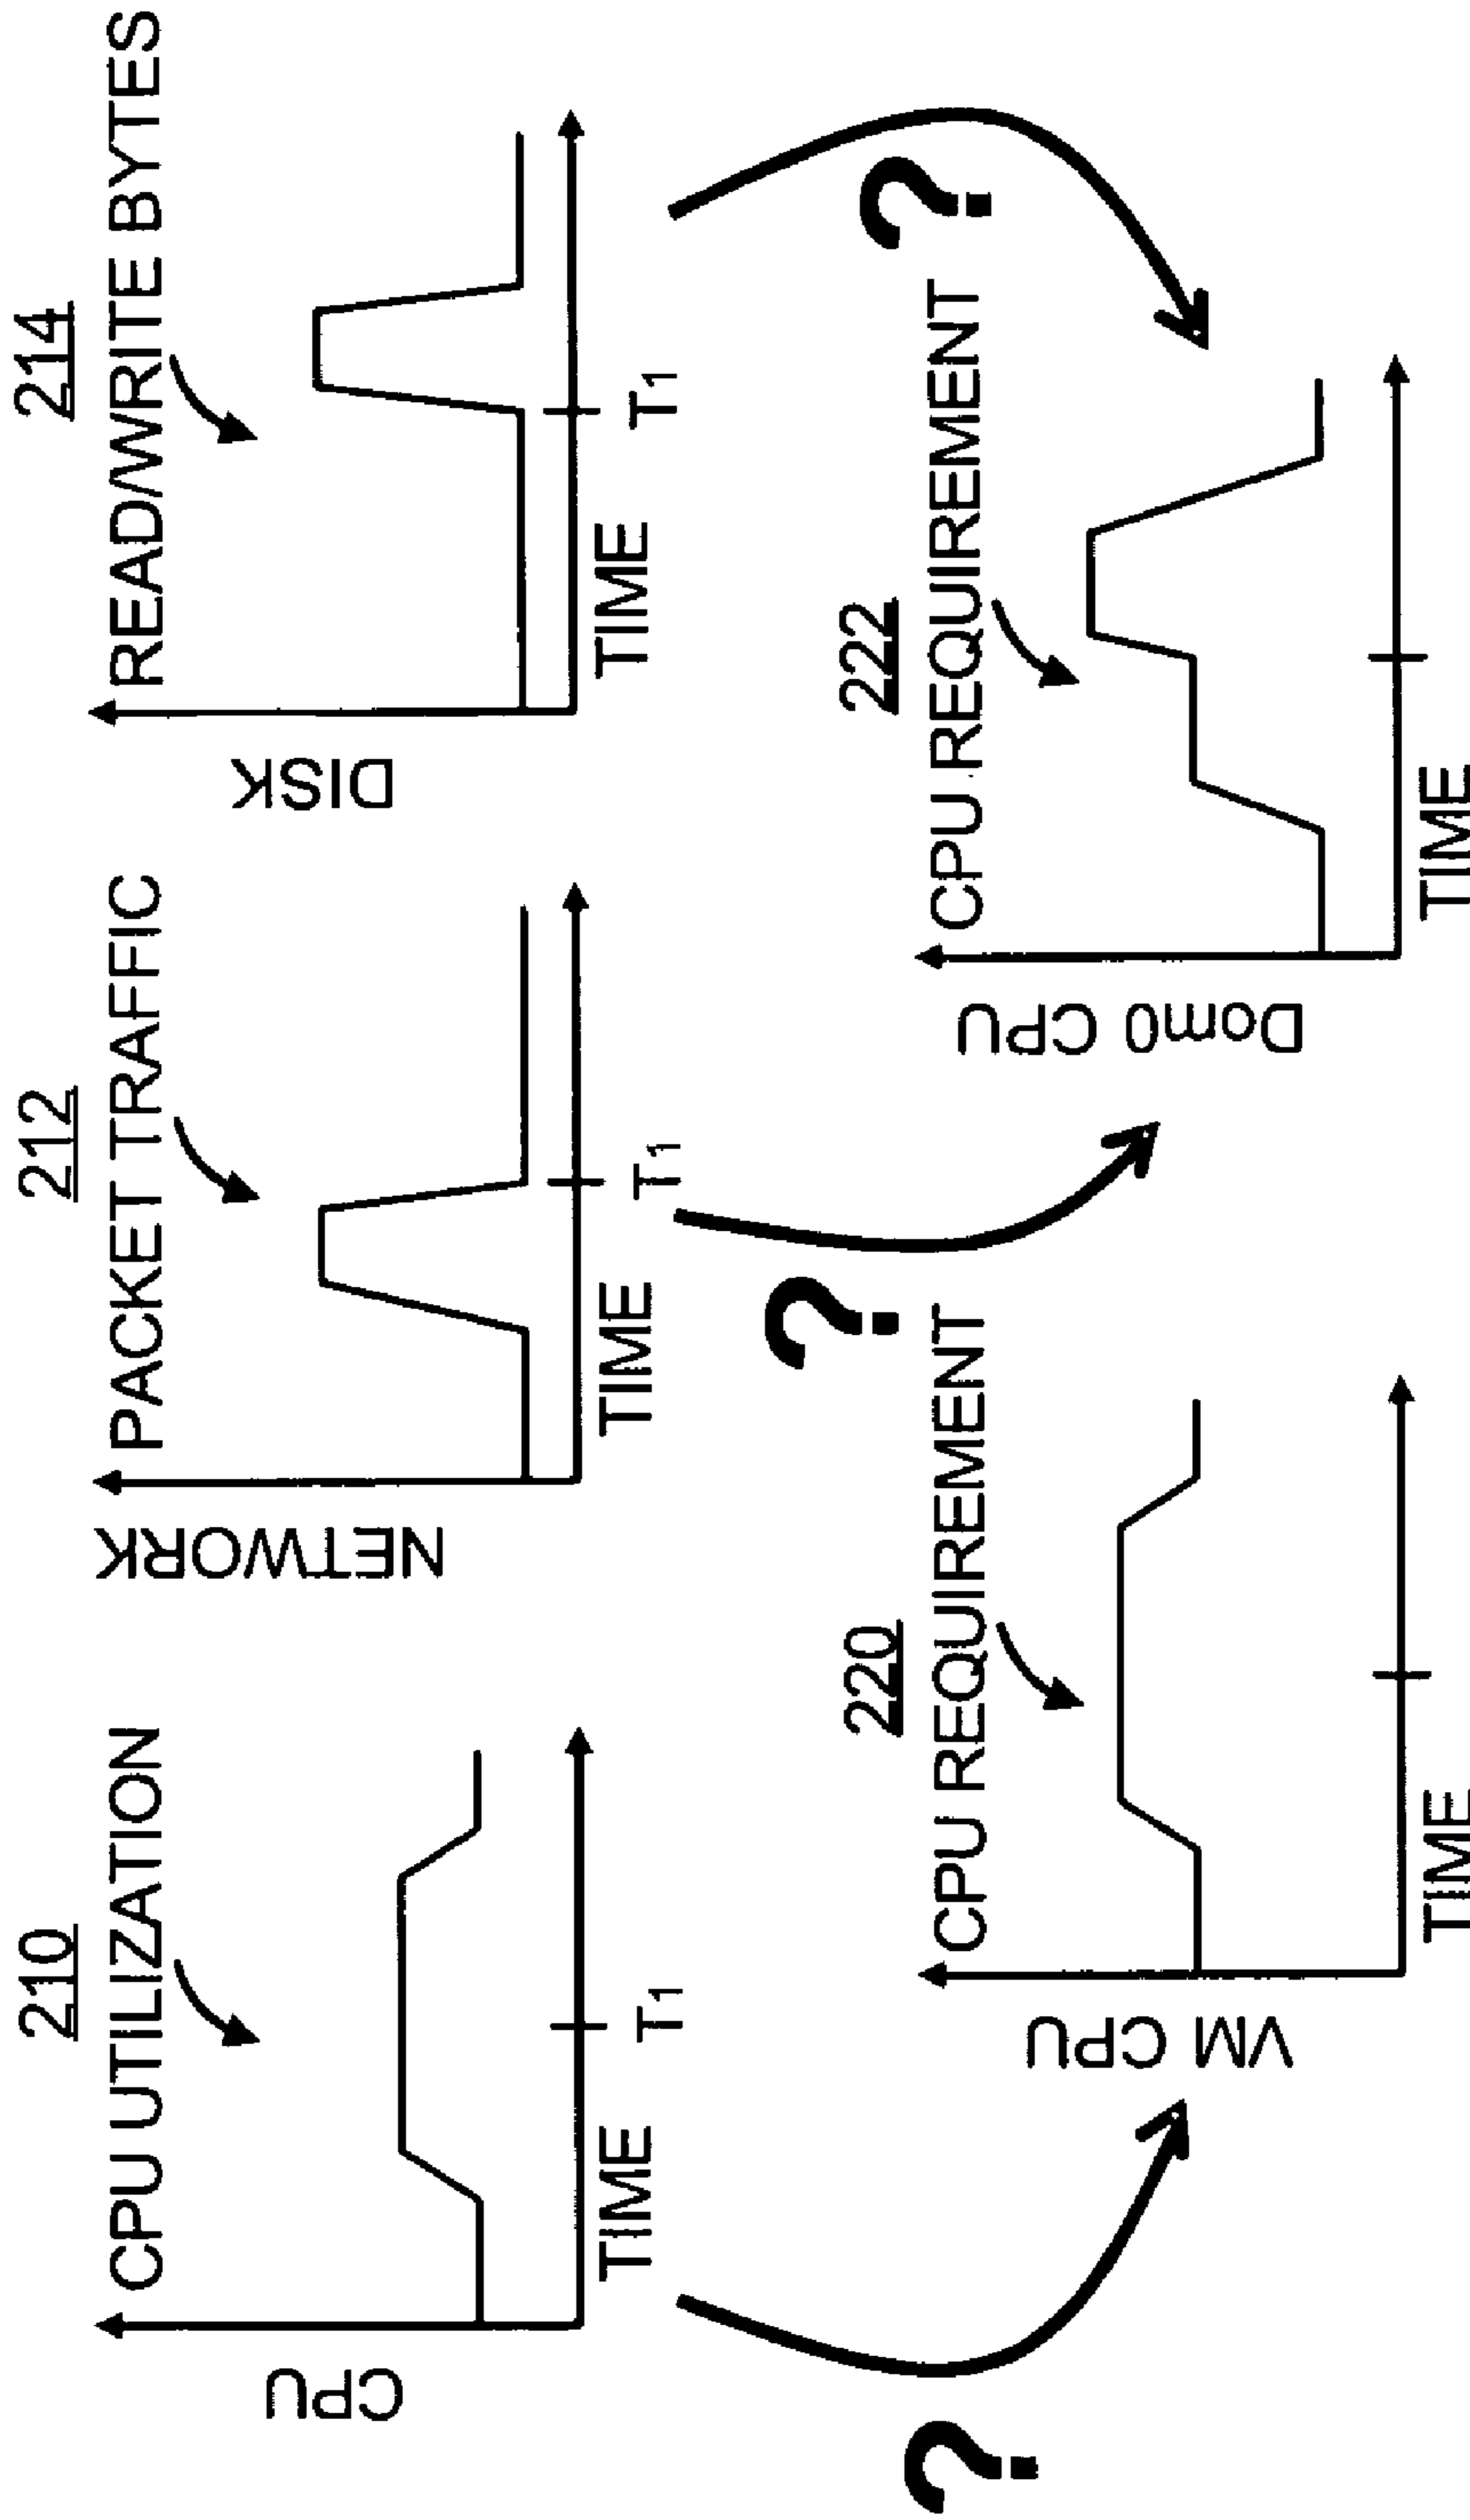 210
CPU UTILIZATION
CPU
TIME
T1
212
PACKET TRAFFIC
NETWORK
TIME
T1
214
READ/WRITE BYTES
DISK
TIME
T1
?
?
?
220
CPU REQUIREMENT
VM CPU
TIME
222
CPU REQUIREMENT
Dom0 CPU
TIME